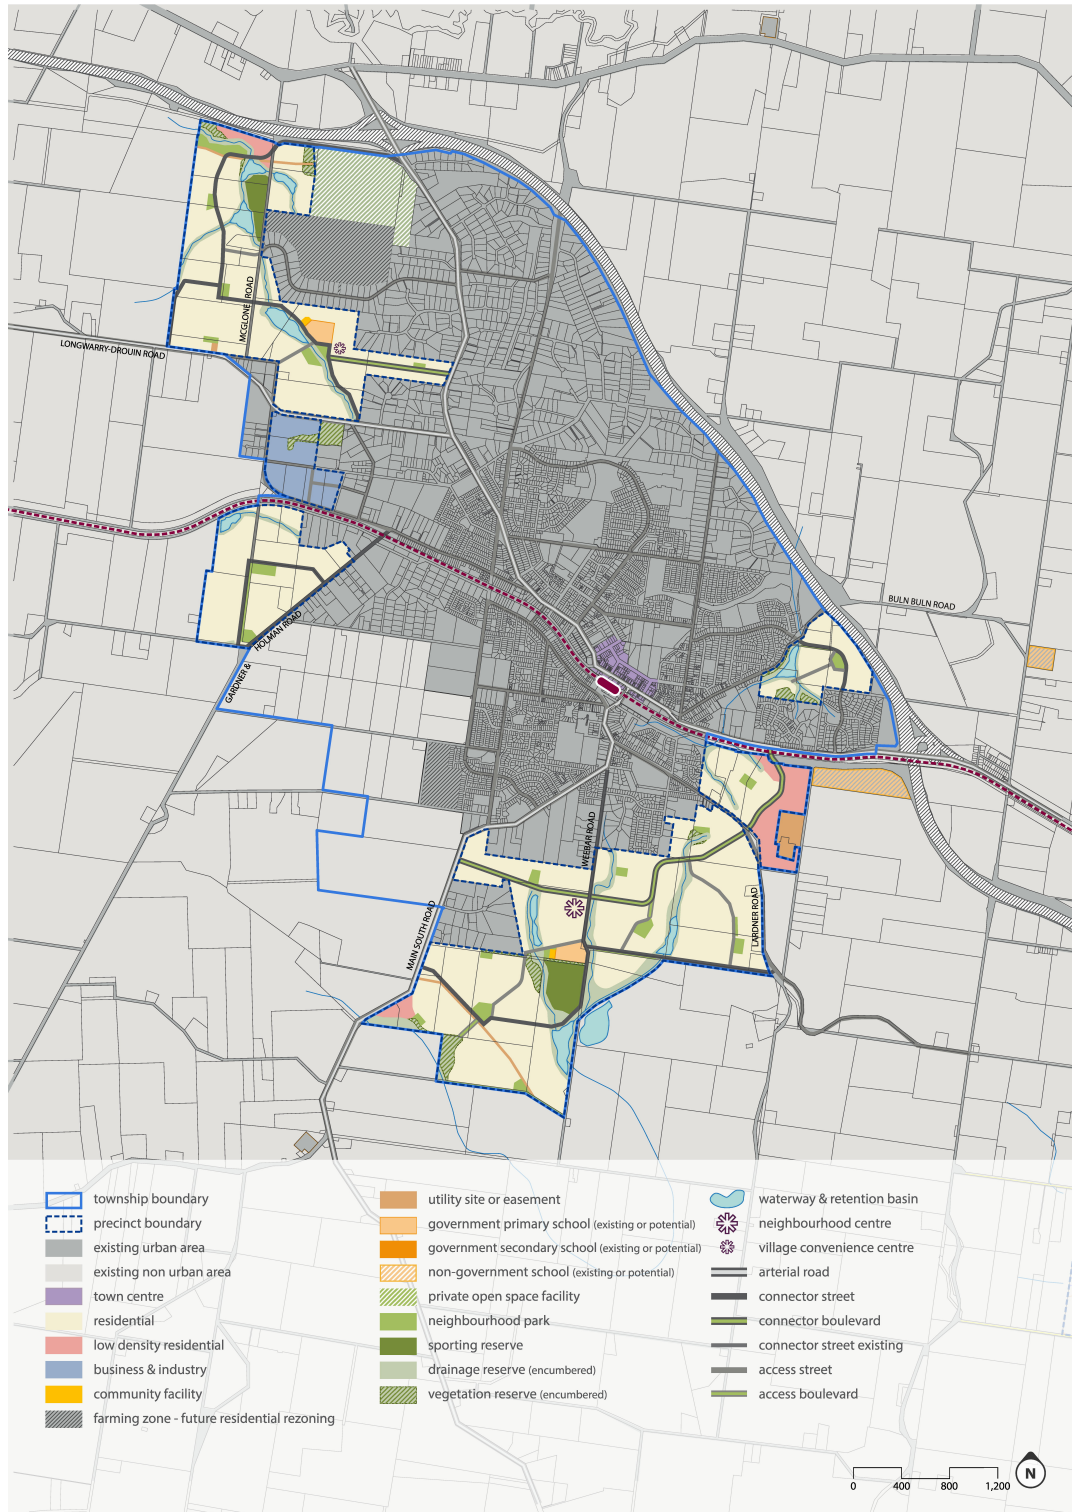 MCGLONE ROAD
LONGWARRY-DROUIN ROAD
BULN BULN ROAD
GARDNER &
HOLMAN ROAD
WEEBAR ROAD
LARDNER ROAD
MAIN SOUTH ROAD
township boundary
precinct boundary
existing urban area
existing non urban area
town centre
residential
low density residential
business & industry
community facility
farming zone - future residential rezoning
utility site or easement
government primary school (existing or potential)
government secondary school (existing or potential)
non-government school (existing or potential)
private open space facility
neighbourhood park
sporting reserve
drainage reserve (encumbered)
vegetation reserve (encumbered)
waterway & retention basin
neighbourhood centre
village convenience centre
arterial road
connector street
connector boulevard
connector street existing
access street
access boulevard
0 400 800 1,200
N